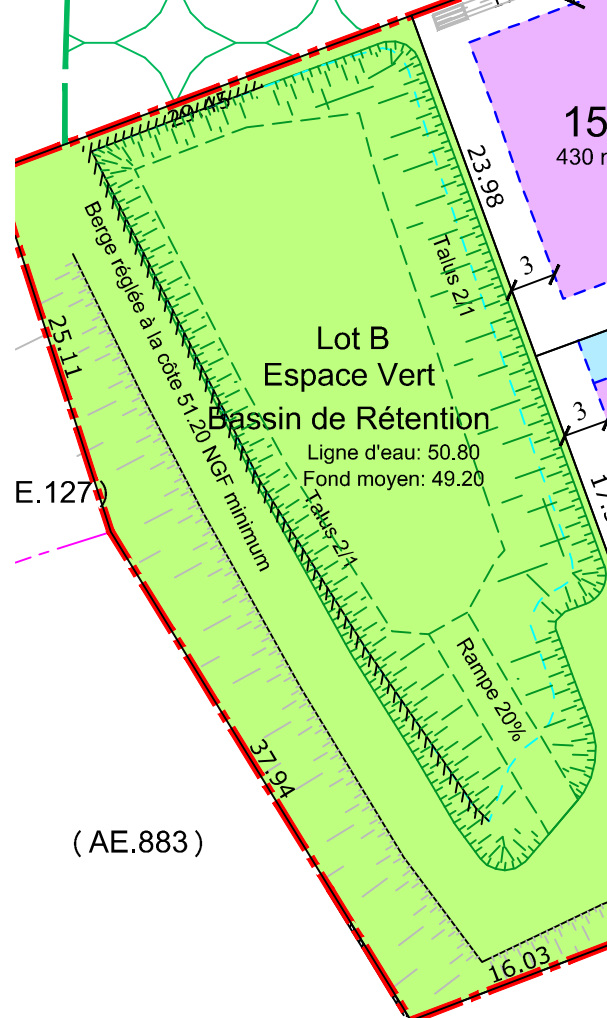 29.45
15
430
23.98
3
Talus 2/1
Berge réglée à la côte 51.20 NGF minimum
25.11
Lot B
Espace Vert
Bassin de Rétention
Ligne d'eau: 50.80
Fond moyen: 49.20
3
E.127)
Talus 2/1
Rampe 20%
37.94
(AE.883)
16.03